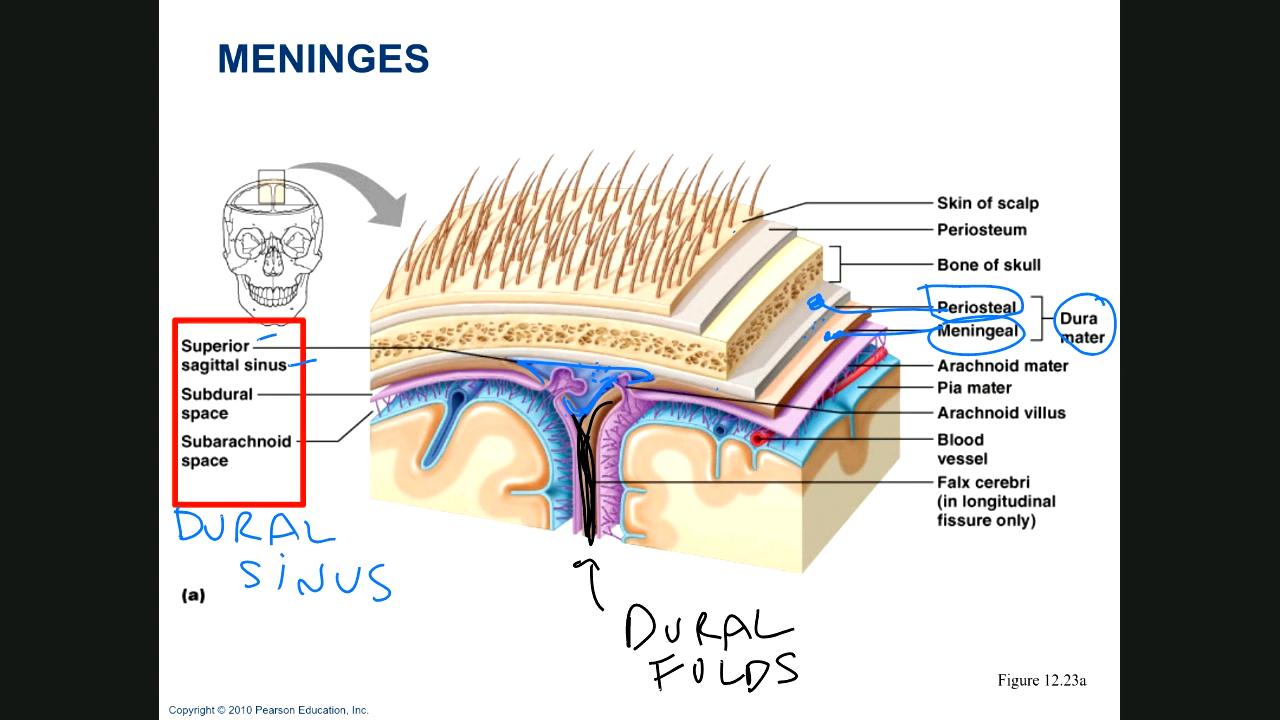 MENINGES
Skin of scalp
Periosteum
Bone of skull
Periosteal
Meningeal
Dura
mater
Arachnoid mater
Pia mater
Arachnoid villus
Blood
vessel
Falx cerebri
(in longitudinal
fissure only)
Superior
sagittal sinus
Subdural
space
Subarachnoid
space
DURAL
SINUS
(a)
DURAL
FOLDS
Figure 12.23a
Copyright © 2010 Pearson Education, Inc.